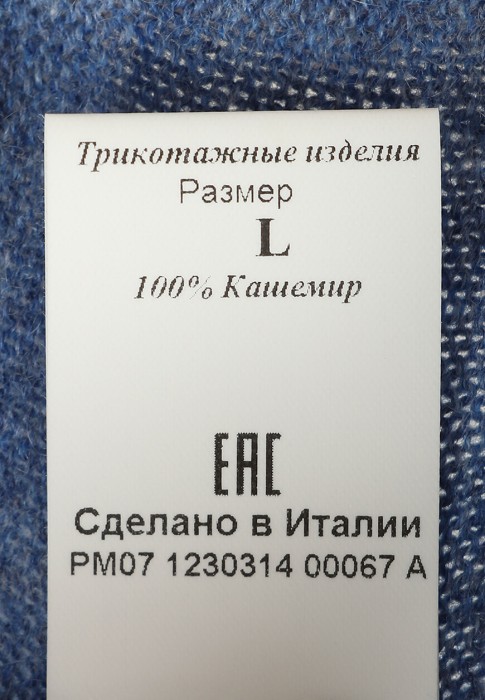 Трикотажные изделия
Размер
L
100% Кашемир
EAC
Сделано в Италии
PM07 1230314 00067 A